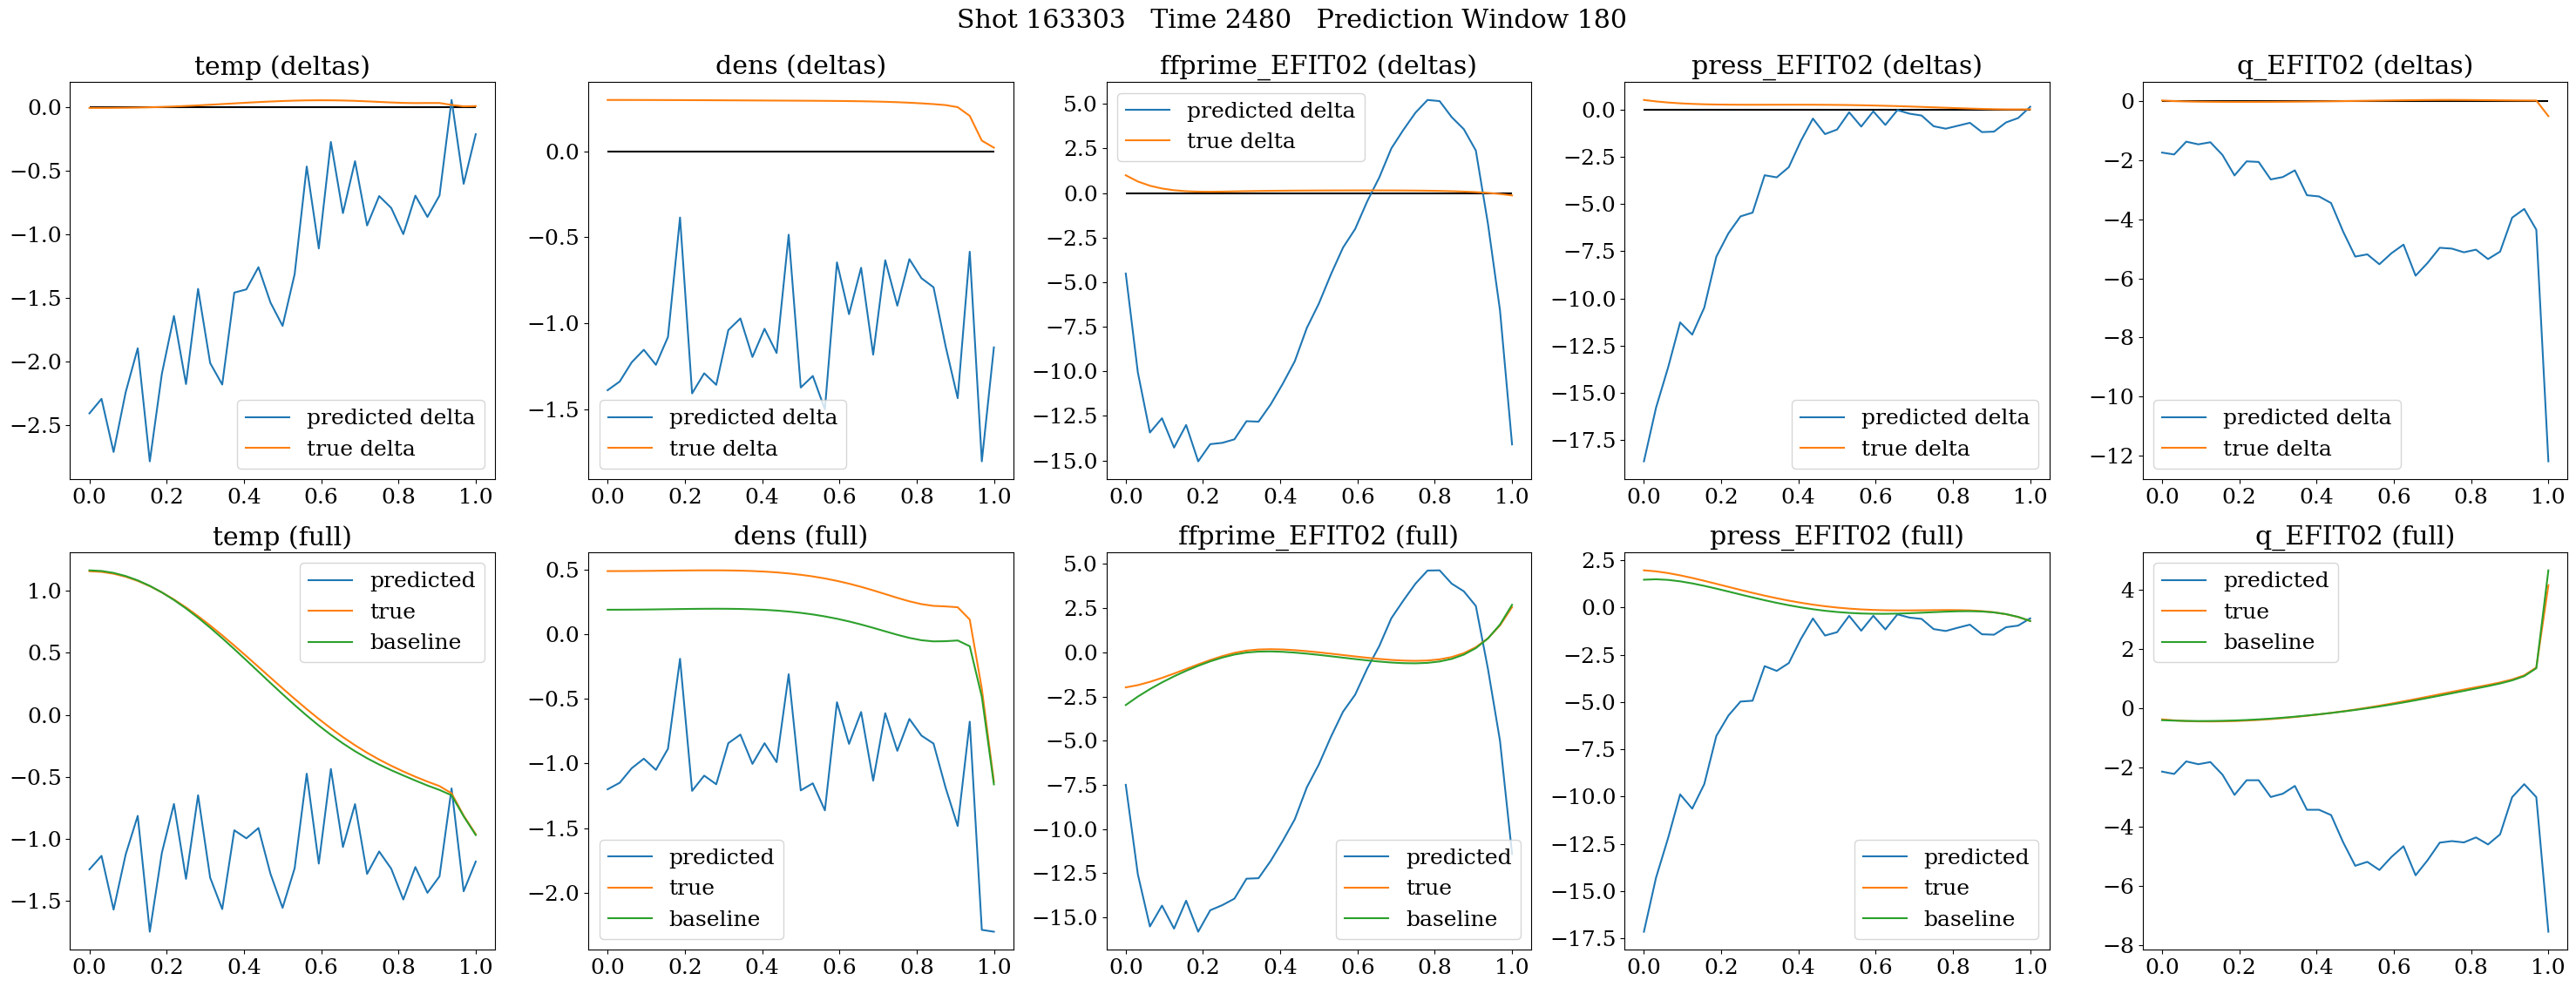 Shot 163303   Time 2480   Prediction Window 180
temp (deltas)
0.0
−0.5
−1.0
−1.5
−2.0
−2.5
predicted delta
true delta
0.0 0.2 0.4 0.6 0.8 1.0
dens (deltas)
0.0
−0.5
−1.0
−1.5
predicted delta
true delta
0.0 0.2 0.4 0.6 0.8 1.0
ffprime_EFIT02 (deltas)
5.0
2.5
0.0
−2.5
−5.0
−7.5
−10.0
−12.5
−15.0
predicted delta
true delta
0.0 0.2 0.4 0.6 0.8 1.0
press_EFIT02 (deltas)
0.0
−2.5
−5.0
−7.5
−10.0
−12.5
−15.0
−17.5
predicted delta
true delta
0.0 0.2 0.4 0.6 0.8 1.0
q_EFIT02 (deltas)
0
−2
−4
−6
−8
−10
−12
predicted delta
true delta
0.0 0.2 0.4 0.6 0.8 1.0
temp (full)
1.0
0.5
0.0
−0.5
−1.0
−1.5
predicted
true
baseline
0.0 0.2 0.4 0.6 0.8 1.0
dens (full)
0.5
0.0
−0.5
−1.0
−1.5
−2.0
predicted
true
baseline
0.0 0.2 0.4 0.6 0.8 1.0
ffprime_EFIT02 (full)
5.0
2.5
0.0
−2.5
−5.0
−7.5
−10.0
−12.5
−15.0
predicted
true
baseline
0.0 0.2 0.4 0.6 0.8 1.0
press_EFIT02 (full)
2.5
0.0
−2.5
−5.0
−7.5
−10.0
−12.5
−15.0
−17.5
predicted
true
baseline
0.0 0.2 0.4 0.6 0.8 1.0
q_EFIT02 (full)
4
2
0
−2
−4
−6
−8
predicted
true
baseline
0.0 0.2 0.4 0.6 0.8 1.0